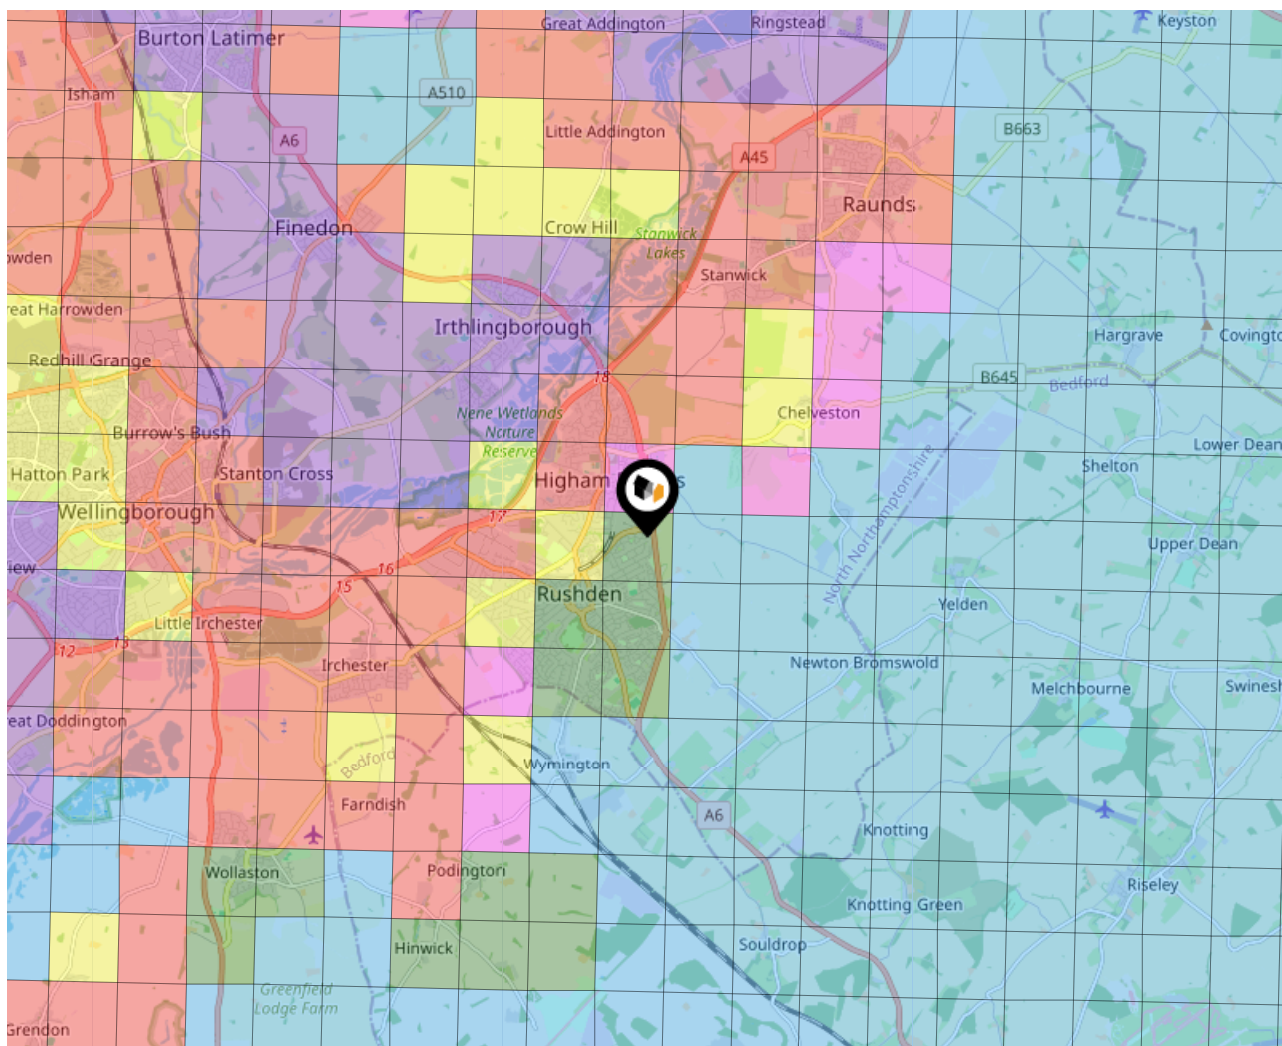 Great Addington
Ringstead
Keyston
Burton Latimer
Isham
A510
Little Addington
B663
A6
A45
Raunds
Finedon
Crow Hill
Stanwick
Lakes
owden
Stanwick
reat Harrowden
Irthlingborough
Hargrave
Covingto
Redhill Grange
18
B645
Bedford
Nene Wetlands
Nature
Reserve
Chelveston
Burrow's Bush
Lower Dean
Hatton Park
Stanton Cross
Higham
s
Shelton
North Northamptonshire
Wellingborough
17
Upper Dean
iew
16
15
Rushden
Yelden
Little Irchester
13
12
Irchester
Newton Bromswold
Melchbourne
Swinesh
reat Doddington
Bedford
Wymington
Farndish
A6
Knotting
Wollaston
Podington
Riseley
Knotting Green
Hinwick
Souldrop
Greenfield
Lodge Farm
Grendon